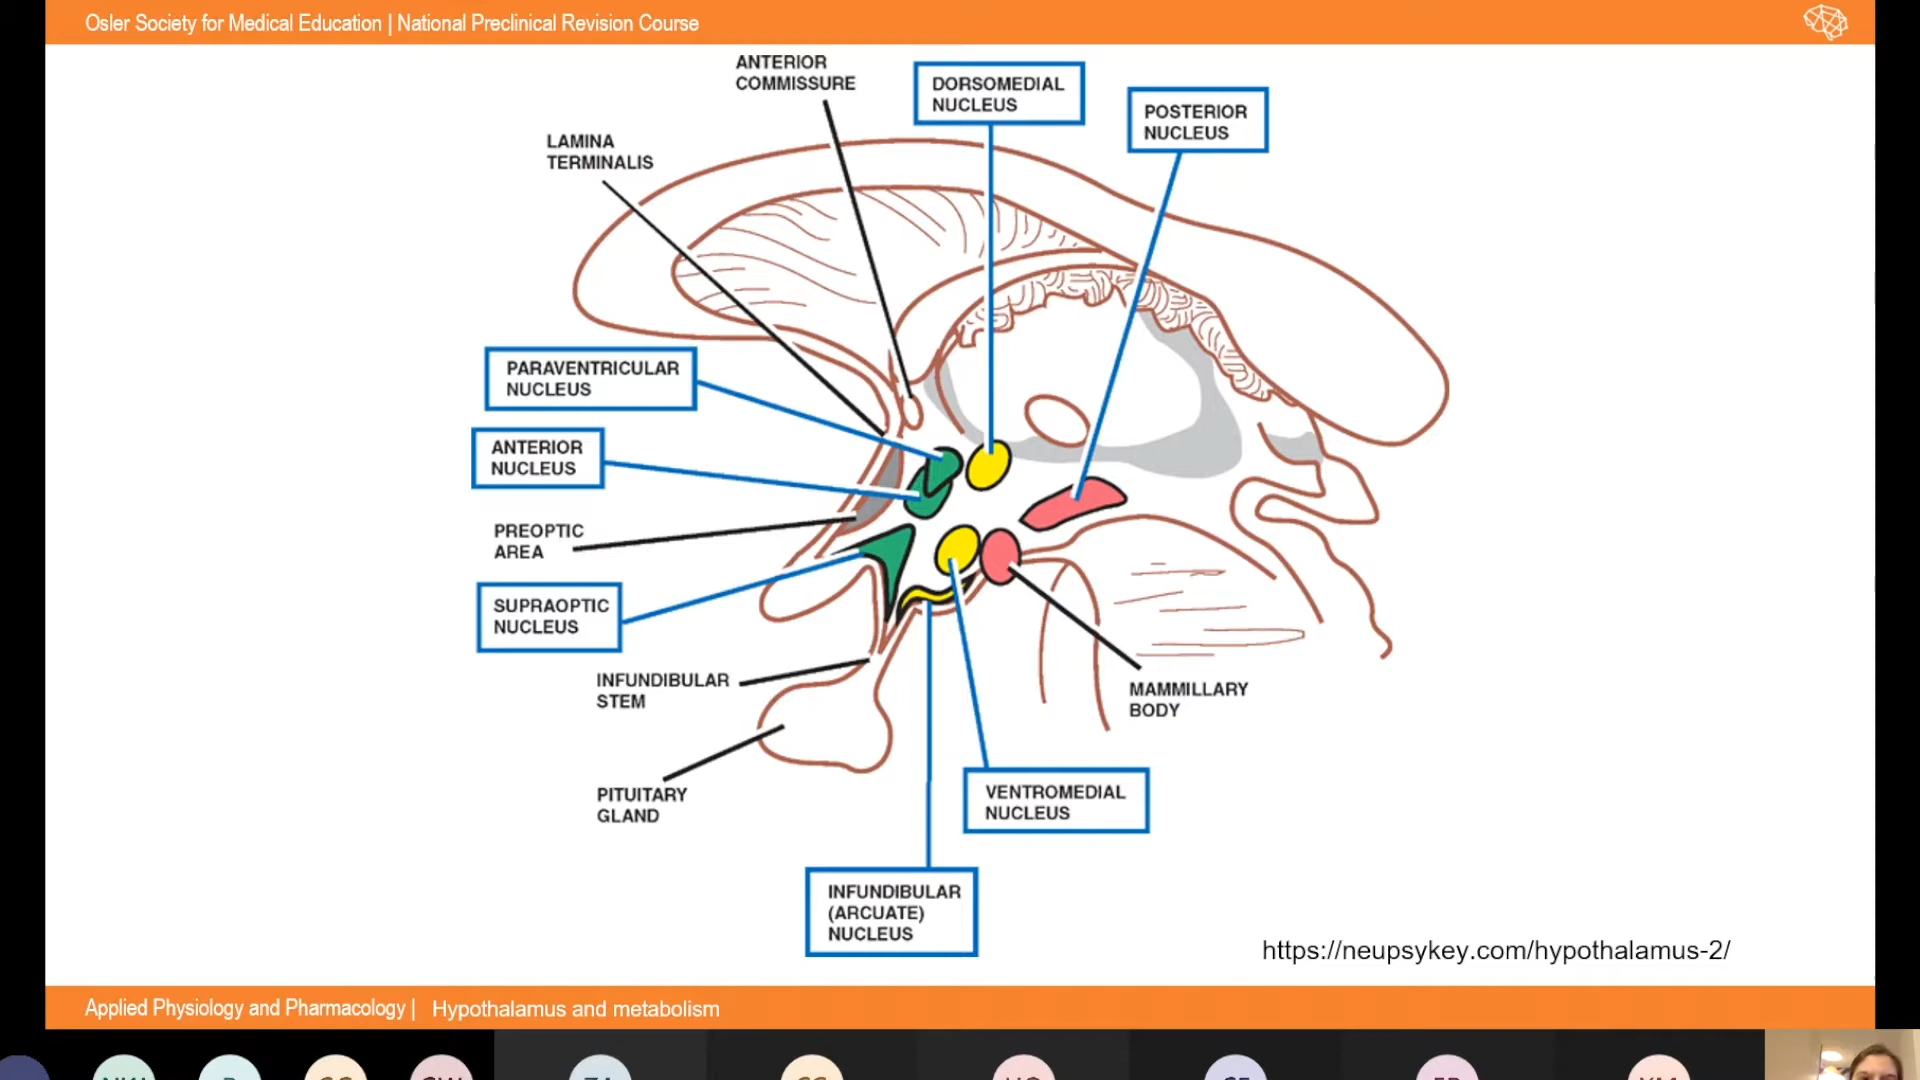 Osler Society for Medical Education | National Preclinical Revision Course
ANTERIOR
COMMISSURE
DORSOMEDIAL
NUCLEUS
POSTERIOR
NUCLEUS
LAMINA
TERMINALIS
PARAVENTRICULAR
NUCLEUS
ANTERIOR
NUCLEUS
PREOPTIC
AREA
SUPRAOPTIC
NUCLEUS
INFUNDIBULAR
STEM
MAMMILLARY
BODY
PITUITARY
GLAND
VENTROMEDIAL
NUCLEUS
INFUNDIBULAR
(ARCUATE)
NUCLEUS
https://neupsykey.com/hypothalamus-2/
Applied Physiology and Pharmacology | Hypothalamus and metabolism